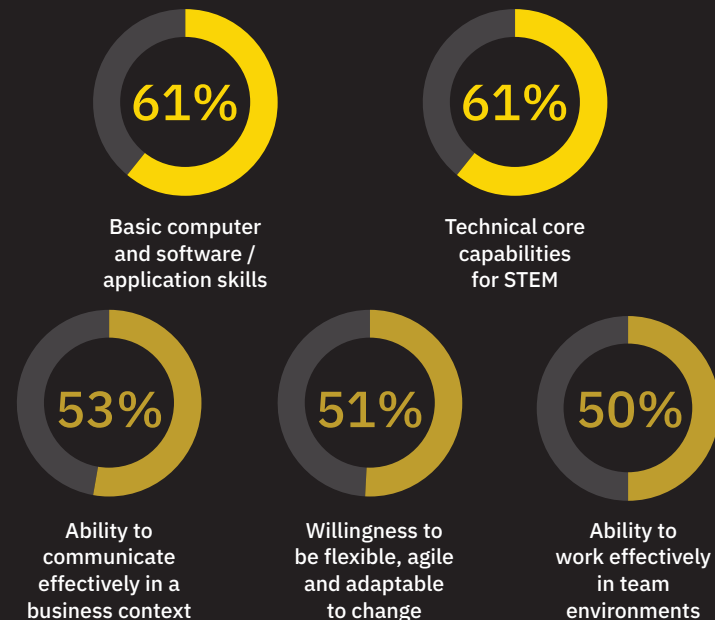 61%
61%
Basic computer
and software /
application skills
Technical core
capabilities
for STEM
53%
51%
50%
Ability to
communicate
effectively in a
business context
Willingness to
be flexible, agile
and adaptable
to change
Ability to
work effectively
in team
environments